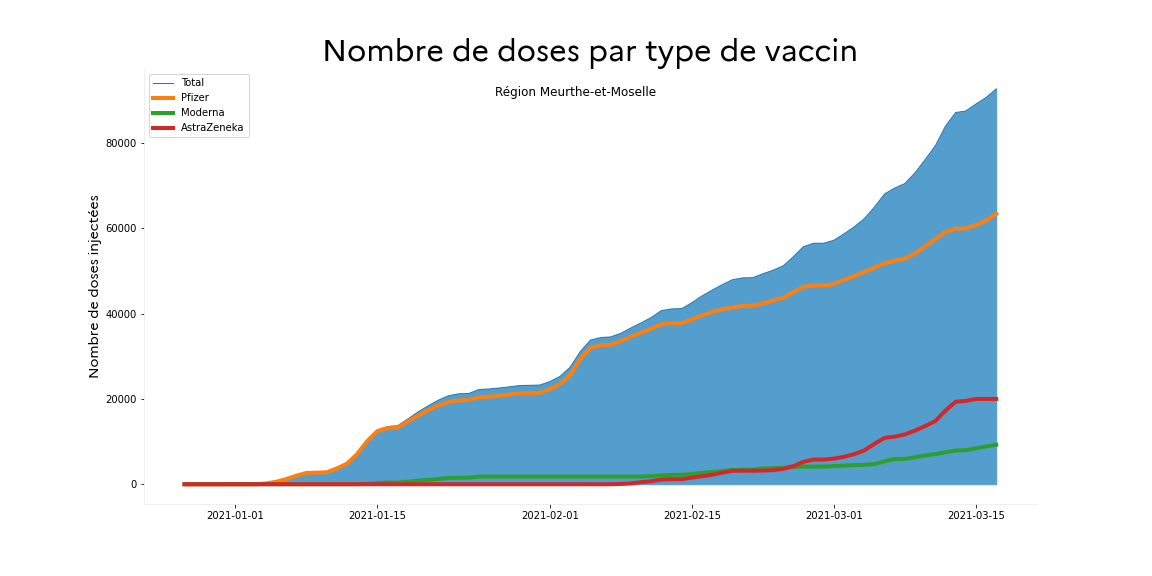 Nombre de doses par type de vaccin
Région Meurthe-et-Moselle
Total
Pfizer
Moderna
AstraZeneka
Nombre de doses injectées
80000
60000
40000
20000
0
2021-01-01 2021-01-15 2021-02-01 2021-02-15 2021-03-01 2021-03-15